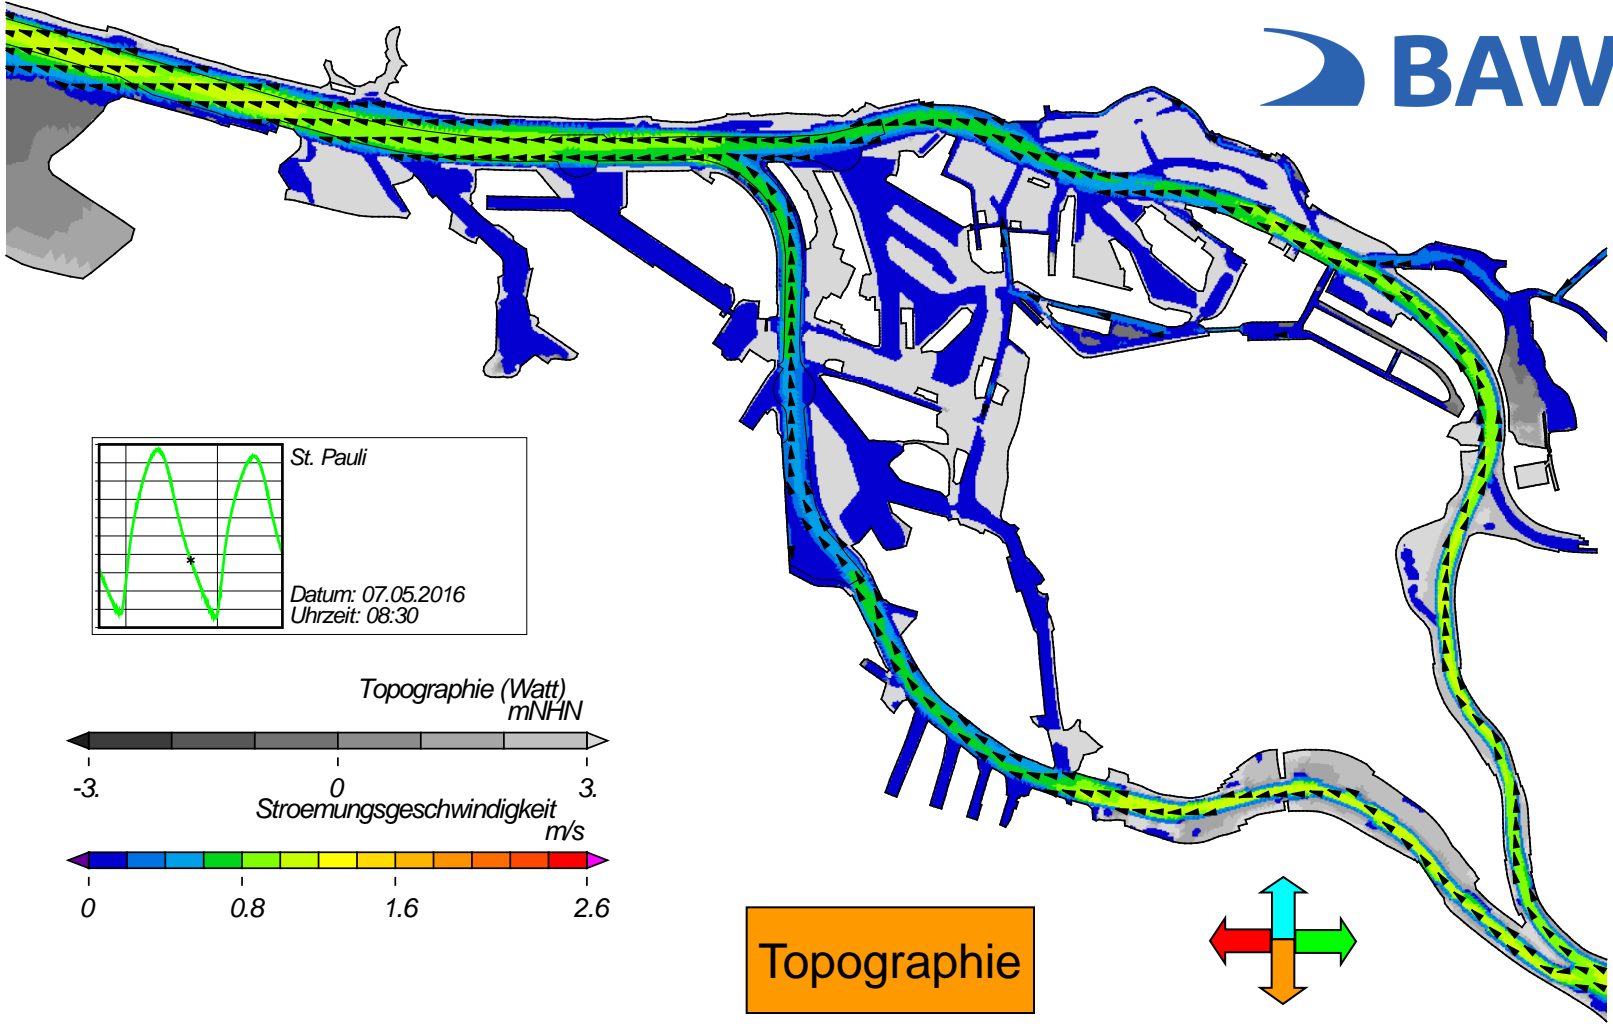 BAW
St. Pauli
Datum: 07.05.2016
Uhrzeit: 08:30
Topographie (Watt)
mNHN
-3. 0 3.
Stroemungsgeschwindigkeit
m/s
0 0.8 1.6 2.6
Topographie